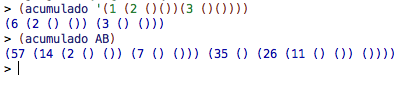 > (acumulado '(1 (2 ()())(3 ()())))
(6 (2 () ()) (3 () ()))
> (acumulado AB)
(57 (14 (2 () ()) (7 () ())) (35 () (26 (11 () ()) ())))
>